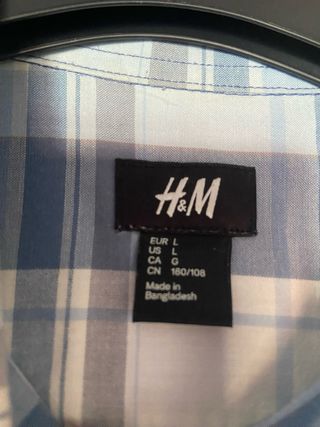 H&M
EUR L
US L
CA G
CN 180/108
Made in
Bangladesh